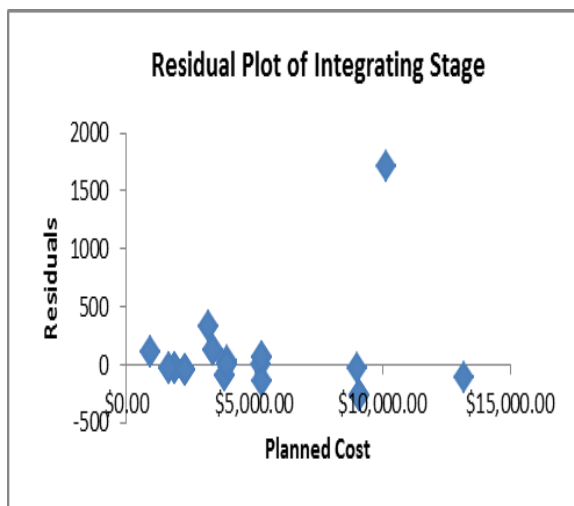 Residual Plot of Integrating Stage
2000
1500
1000
500
0
-500
Residuals
$0.00 $5,000.00 $10,000.00 $15,000.00
Planned Cost